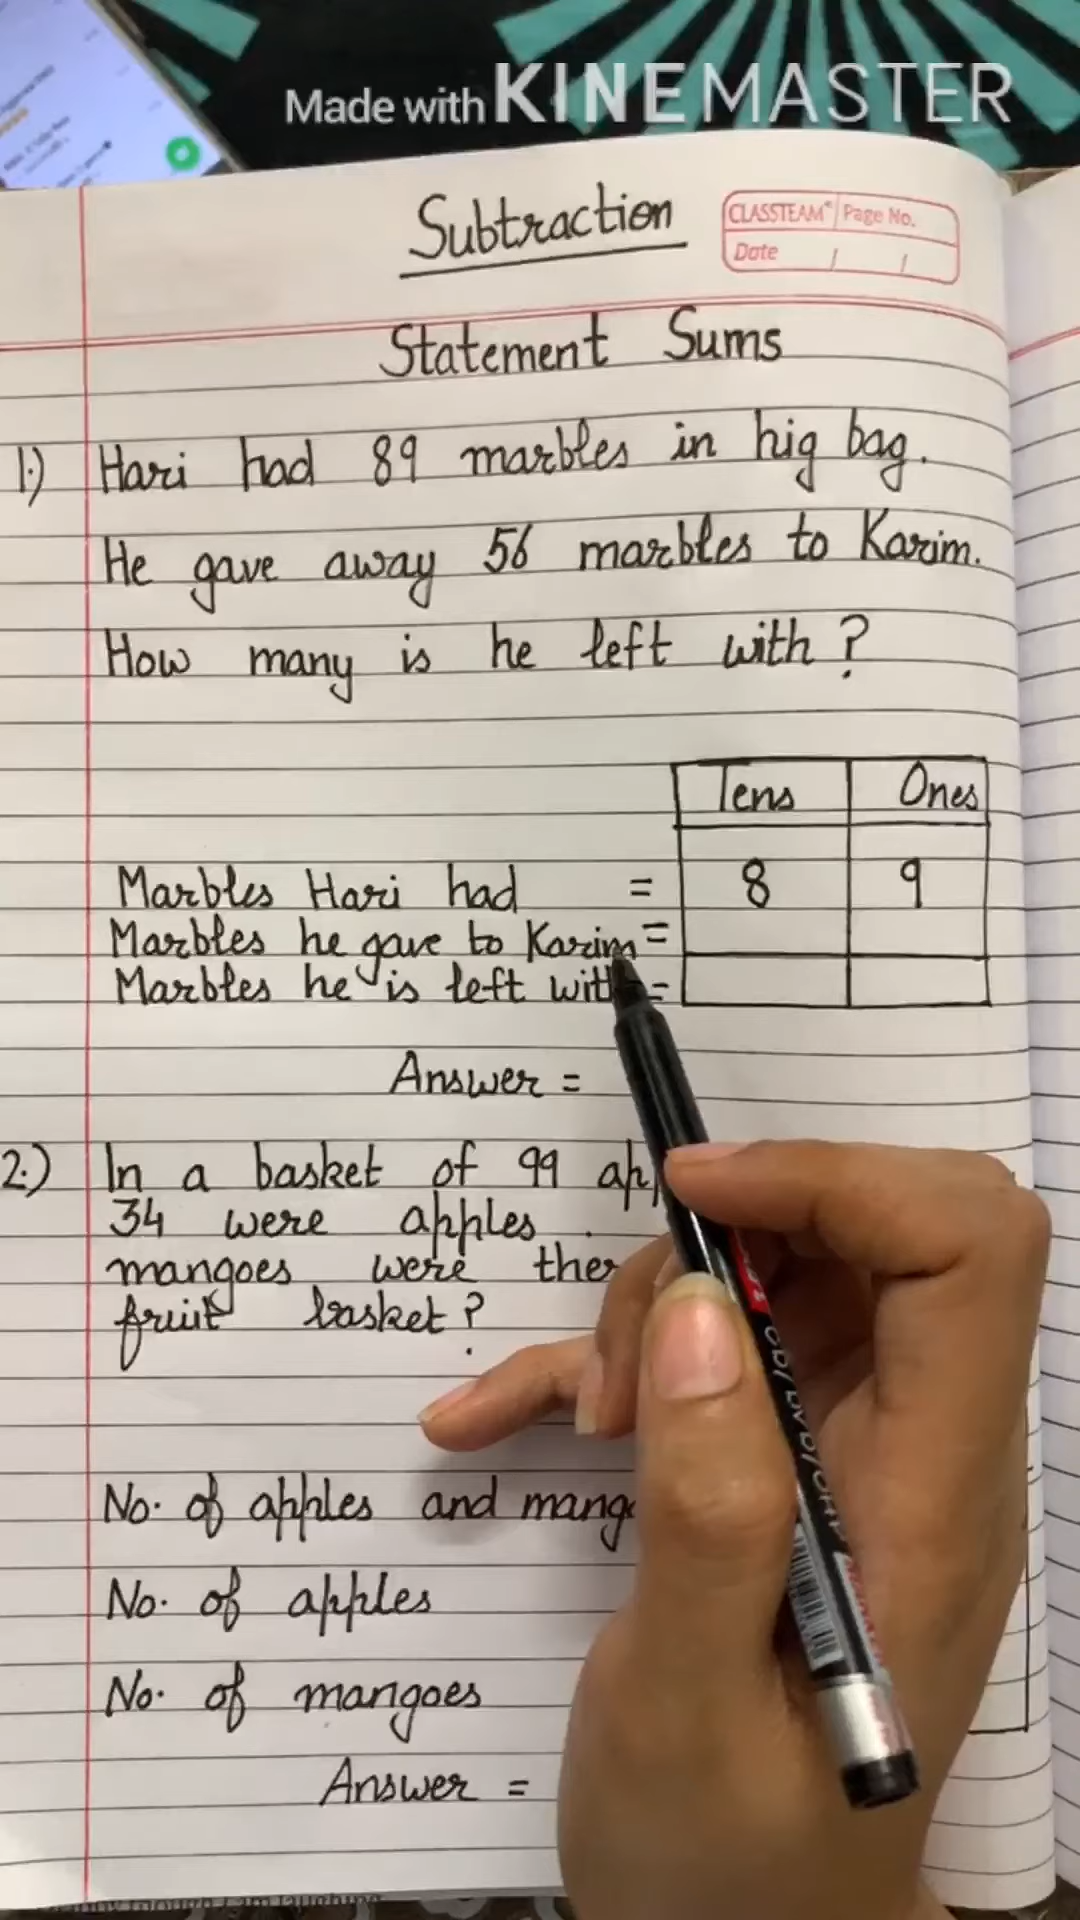 Made with KINEMASTER
Subtraction
CLASSTEAM Page No.
Date / /
Statement Sums
1.) Hari had 89 marbles in hig bag.
He gave away 56 marbles to Karim.
How many is he left with?
Tens Ones
Marbles Hari had = 8 9
Marbles he gave to Karim =
Marbles he is left with =
Answer =
2.) In a basket of 99
34 were apples.
mangoes were
fruit basket?
No. of apples and
No. of apples
No. of mangoes
Answer =